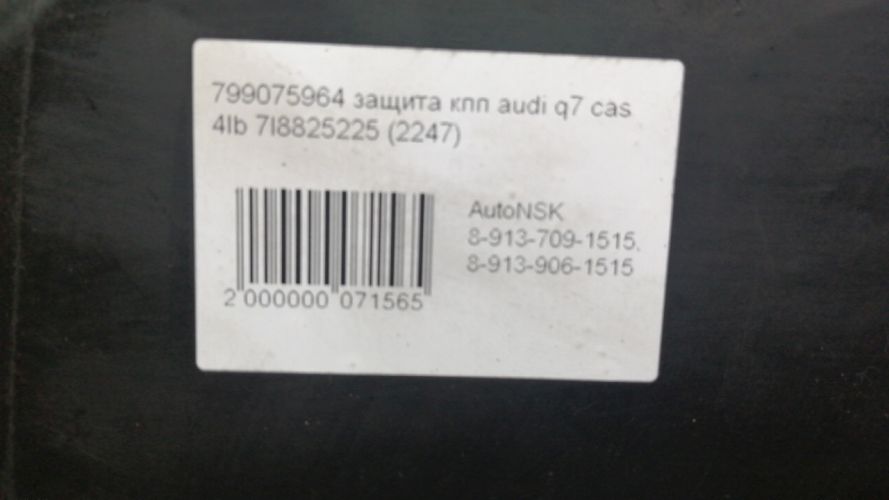 799075964 защита кпп audi q7 cas
4lb 7l8825225 (2247)
AutoNSK
8-913-709-1515.
8-913-906-1515
2 000000 071565